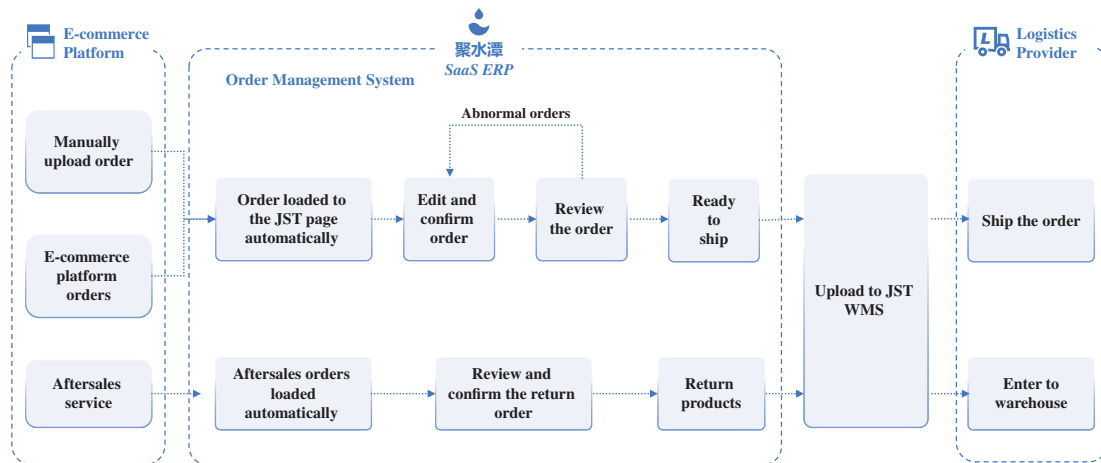 E-commerce
Platform
聚水潭
SaaS ERP
Logistics
Provider
Order Management System
Abnormal orders
Manually
upload order
E-commerce
platform
orders
Order loaded to
the JST page
automatically
Edit and
confirm
order
Review
the order
Ready
to
ship
Upload to JST
WMS
Ship the order
Aftersales
service
Aftersales orders
loaded
automatically
Review and
confirm the return
order
Return
products
Enter to
warehouse